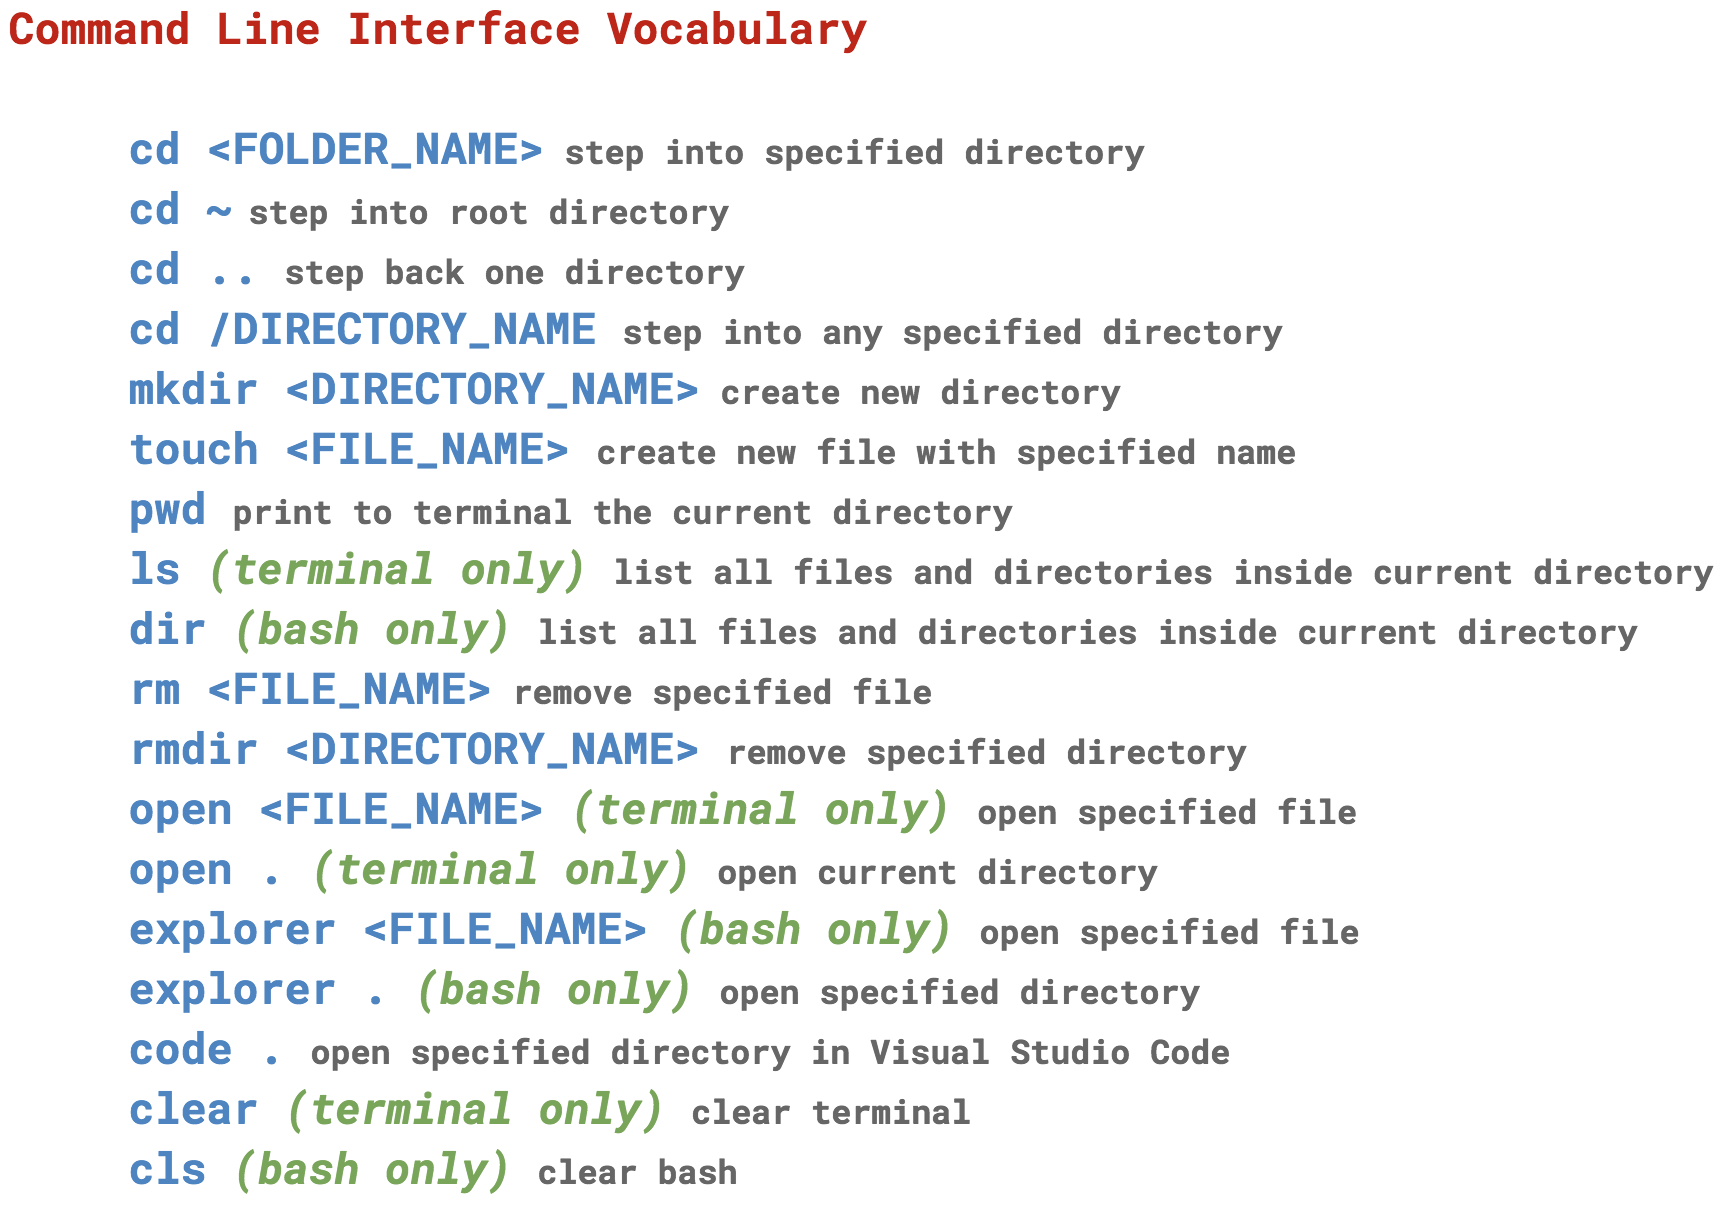 Command Line Interface Vocabulary
cd <FOLDER_NAME> step into specified directory
cd ~ step into root directory
cd .. step back one directory
cd /DIRECTORY_NAME step into any specified directory
mkdir <DIRECTORY_NAME> create new directory
touch <FILE_NAME> create new file with specified name
pwd print to terminal the current directory
ls (terminal only) list all files and directories inside current directory
dir (bash only) list all files and directories inside current directory
rm <FILE_NAME> remove specified file
rmdir <DIRECTORY_NAME> remove specified directory
open <FILE_NAME> (terminal only) open specified file
open . (terminal only) open current directory
explorer <FILE_NAME> (bash only) open specified file
explorer . (bash only) open specified directory
code . open specified directory in Visual Studio Code
clear (terminal only) clear terminal
cls (bash only) clear bash